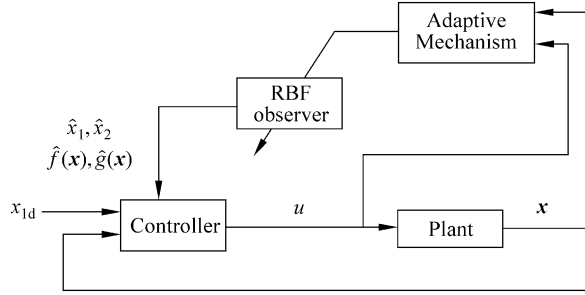 Adaptive
Mechanism
RBF
observer
x̂₁, x̂₂
f̂(x), ĝ(x)
x₁d
Controller
u
Plant
x